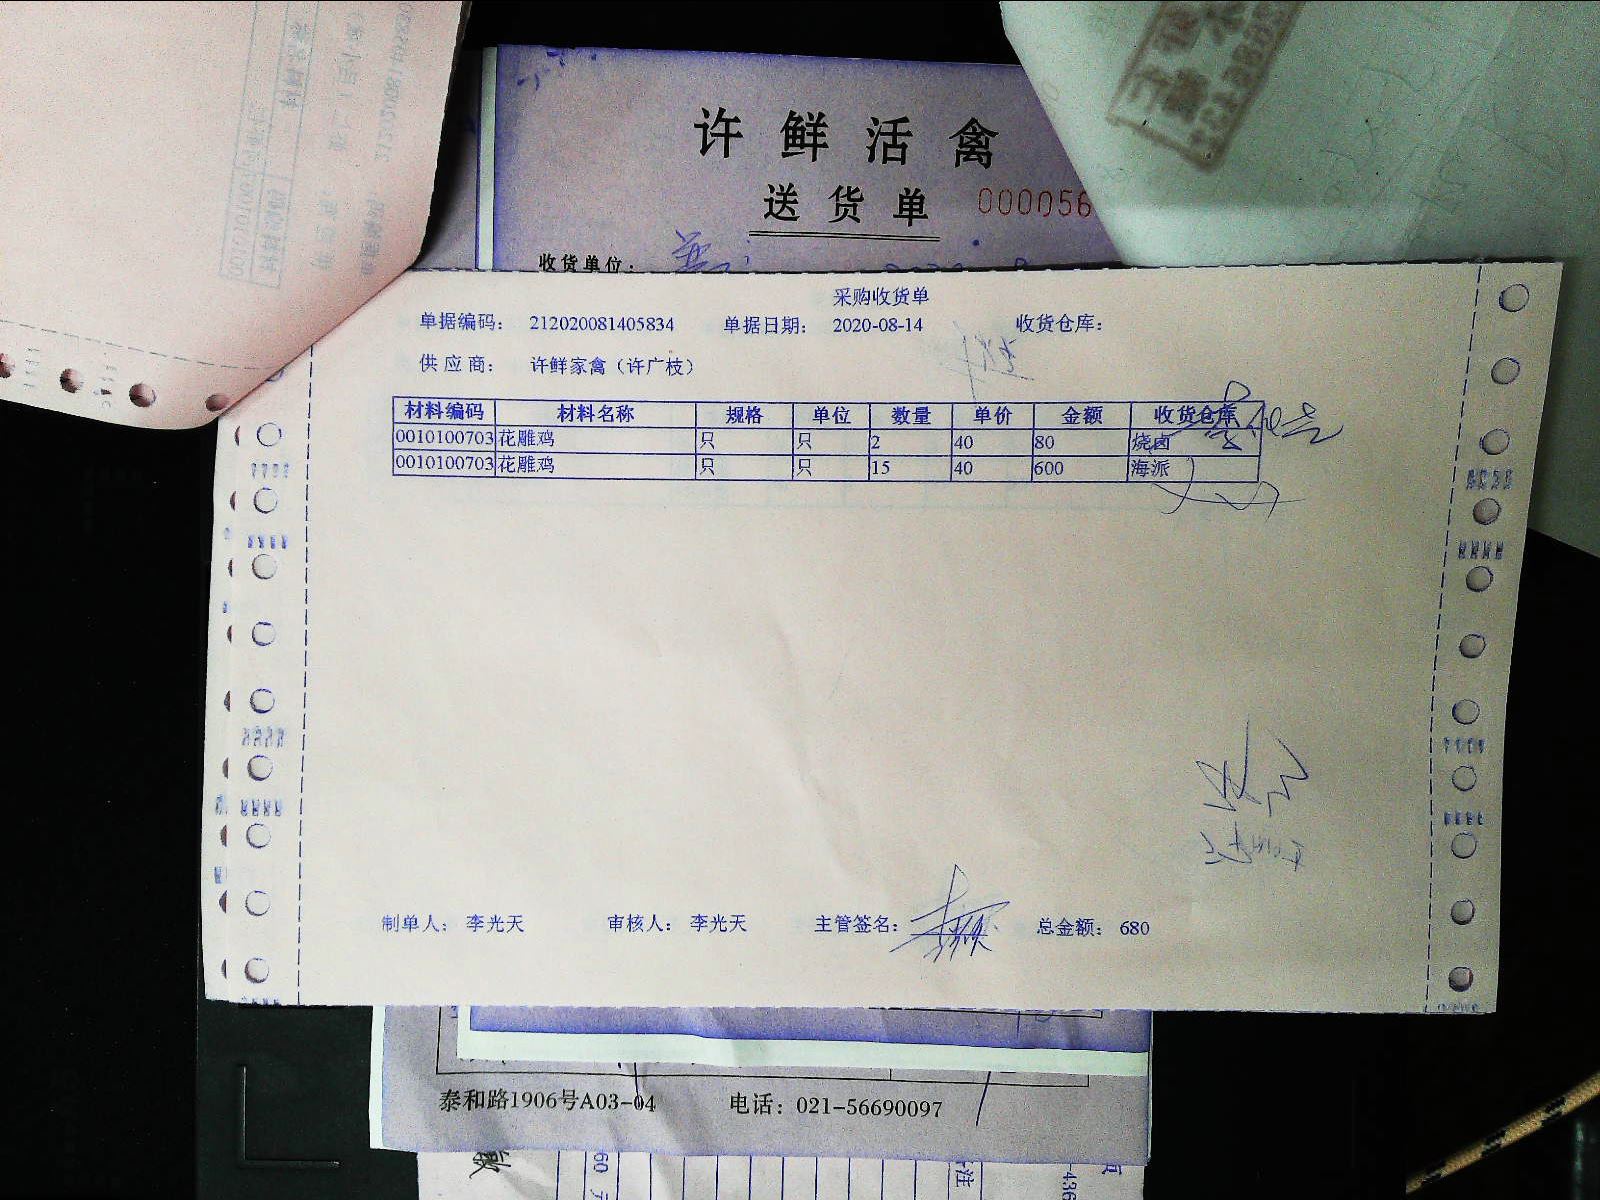 许鲜活禽
送货单 000056
收货单位：
采购收货单
单据编码： 212020081405834 单据日期： 2020-08-14 收货仓库：
供应商： 许鲜家禽（许广枝）
材料编码 材料名称 规格 单位 数量 单价 金额 收货仓库
0010100703 花雕鸡 只 只 2 40 80 烧卤
0010100703 花雕鸡 只 只 15 40 600 海派
制单人： 李光天 审核人： 李光天 主管签名： 总金额： 680
泰和路1906号A03-04 电话：021-56690097